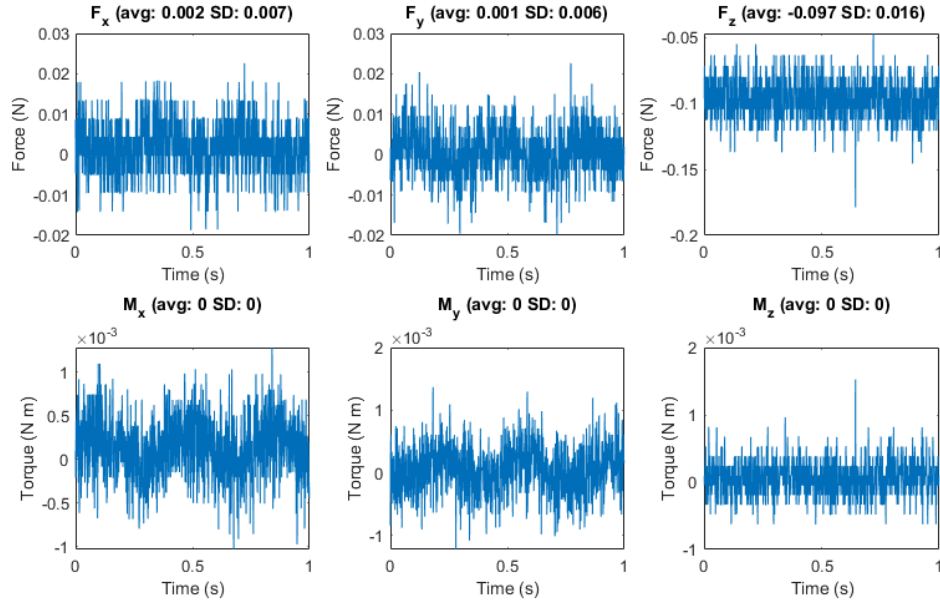 F_x (avg: 0.002 SD: 0.007)
0.03
0.02
0.01
0
-0.01
-0.02
Force (N)
0
0.5
1
Time (s)
F_y (avg: 0.001 SD: 0.006)
0.03
0.02
0.01
0
-0.01
-0.02
Force (N)
0
0.5
1
Time (s)
F_z (avg: -0.097 SD: 0.016)
-0.05
-0.1
-0.15
-0.2
Force (N)
0
0.5
1
Time (s)
M_x (avg: 0 SD: 0)
×10^-3
1
0.5
0
-0.5
-1
Torque (N m)
0
0.5
1
Time (s)
M_y (avg: 0 SD: 0)
×10^-3
2
1
0
-1
Torque (N m)
0
0.5
1
Time (s)
M_z (avg: 0 SD: 0)
×10^-3
2
1
0
-1
Torque (N m)
0
0.5
1
Time (s)